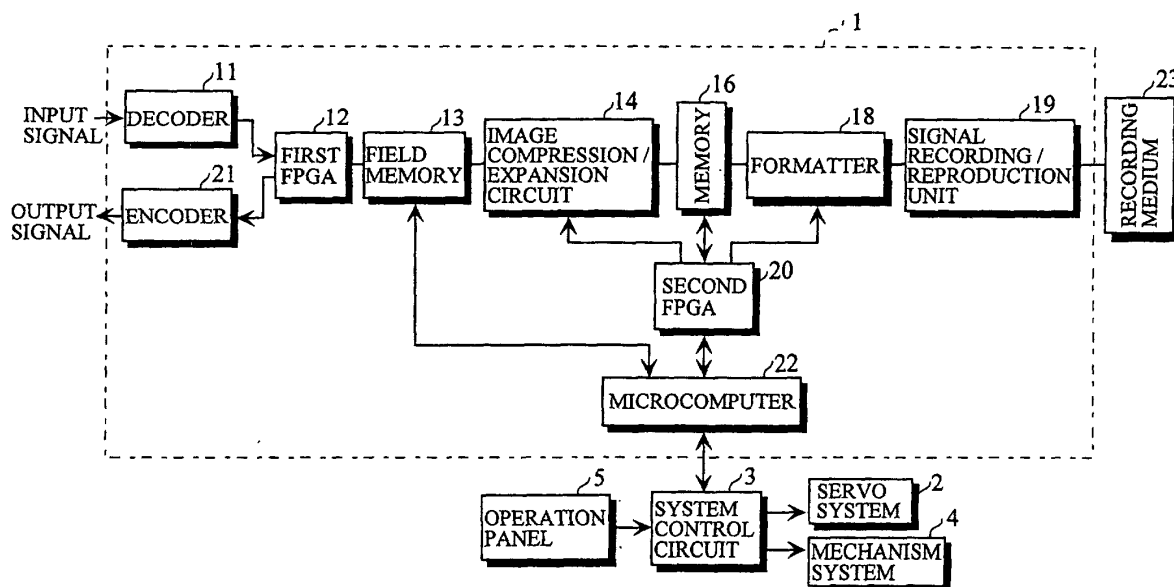 1
11
INPUT
SIGNAL
DECODER
12
FIRST
FPGA
13
FIELD
MEMORY
14
IMAGE
COMPRESSION /
EXPANSION
CIRCUIT
16
MEMORY
18
FORMATTER
19
SIGNAL
RECORDING /
REPRODUCTION
UNIT
23
RECORDING
MEDIUM
21
OUTPUT
SIGNAL
ENCODER
20
SECOND
FPGA
22
MICROCOMPUTER
5
OPERATION
PANEL
3
SYSTEM
CONTROL
CIRCUIT
2
SERVO
SYSTEM
4
MECHANISM
SYSTEM